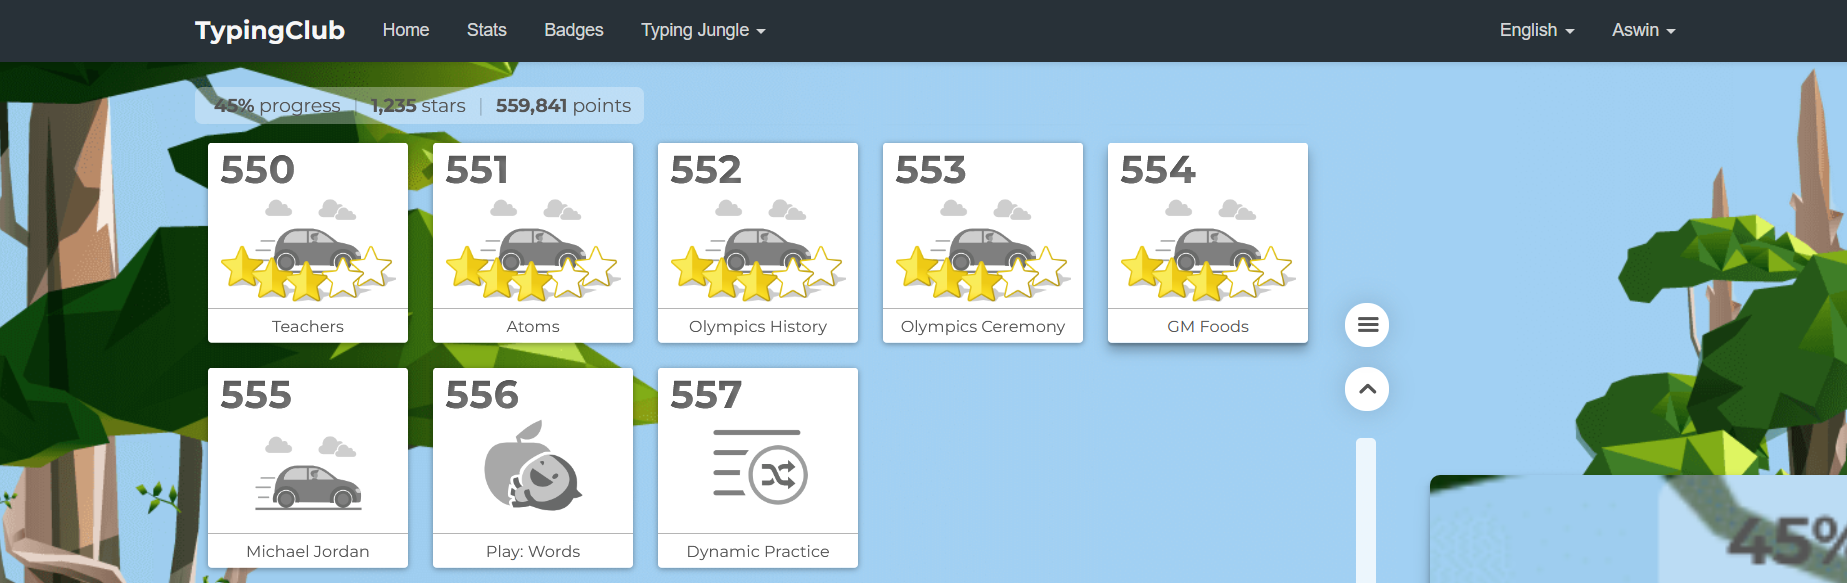 TypingClub Home Stats Badges Typing Jungle English Aswin
45% progress | 1,235 stars | 559,841 points
550 551 552 553 554
Teachers Atoms Olympics History Olympics Ceremony GM Foods
555 556 557
Michael Jordan Play: Words Dynamic Practice
45%